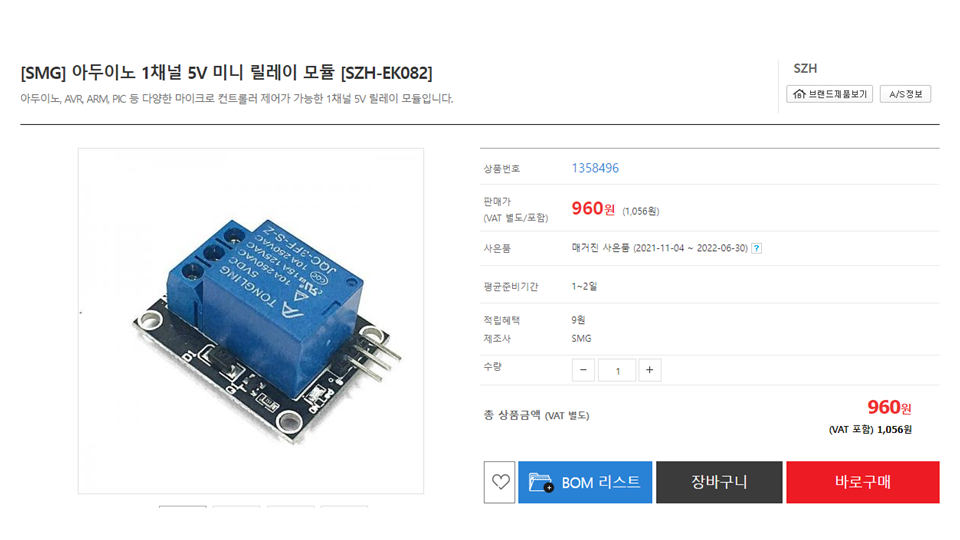 [SMG] 아두이노 1채널 5V 미니 릴레이 모듈 [SZH-EK082]
아두이노, AVR, ARM, PIC 등 다양한 마이크로 컨트롤러 제어가 가능한 1채널 5V 릴레이 모듈입니다.
SZH
브랜드제품보기 A/S정보
상품번호 1358496
판매가
(VAT 별도/포함) 960원 (1,056원)
사은품 매거진 사은품 (2021-11-04 ~ 2022-06-30) ?
평균준비기간 1~2일
적립혜택 9원
제조사 SMG
수량 − 1 +
총 상품금액 (VAT 별도) 960원
(VAT 포함) 1,056원
BOM 리스트 장바구니 바로구매
JQC-3FF-S-Z
10A 250VAC
15A 125VAC
10A 250VAC
5VDC
TONGLING